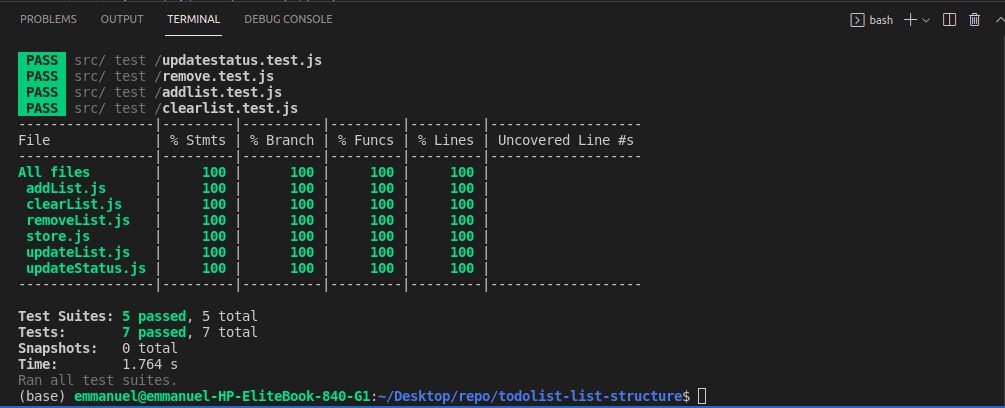 PROBLEMS OUTPUT TERMINAL DEBUG CONSOLE bash
PASS src/ test /updatestatus.test.js
PASS src/ test /remove.test.js
PASS src/ test /addlist.test.js
PASS src/ test /clearlist.test.js
-----------------|---------|----------|---------|---------|-------------------
File | % Stmts | % Branch | % Funcs | % Lines | Uncovered Line #s
-----------------|---------|----------|---------|---------|-------------------
All files | 100 | 100 | 100 | 100 |
addList.js | 100 | 100 | 100 | 100 |
clearList.js | 100 | 100 | 100 | 100 |
removeList.js | 100 | 100 | 100 | 100 |
store.js | 100 | 100 | 100 | 100 |
updateList.js | 100 | 100 | 100 | 100 |
updateStatus.js | 100 | 100 | 100 | 100 |
-----------------|---------|----------|---------|---------|-------------------
Test Suites: 5 passed, 5 total
Tests: 7 passed, 7 total
Snapshots: 0 total
Time: 1.764 s
Ran all test suites.
(base) emmanuel@emmanuel-HP-EliteBook-840-G1:~/Desktop/repo/todolist-list-structure$